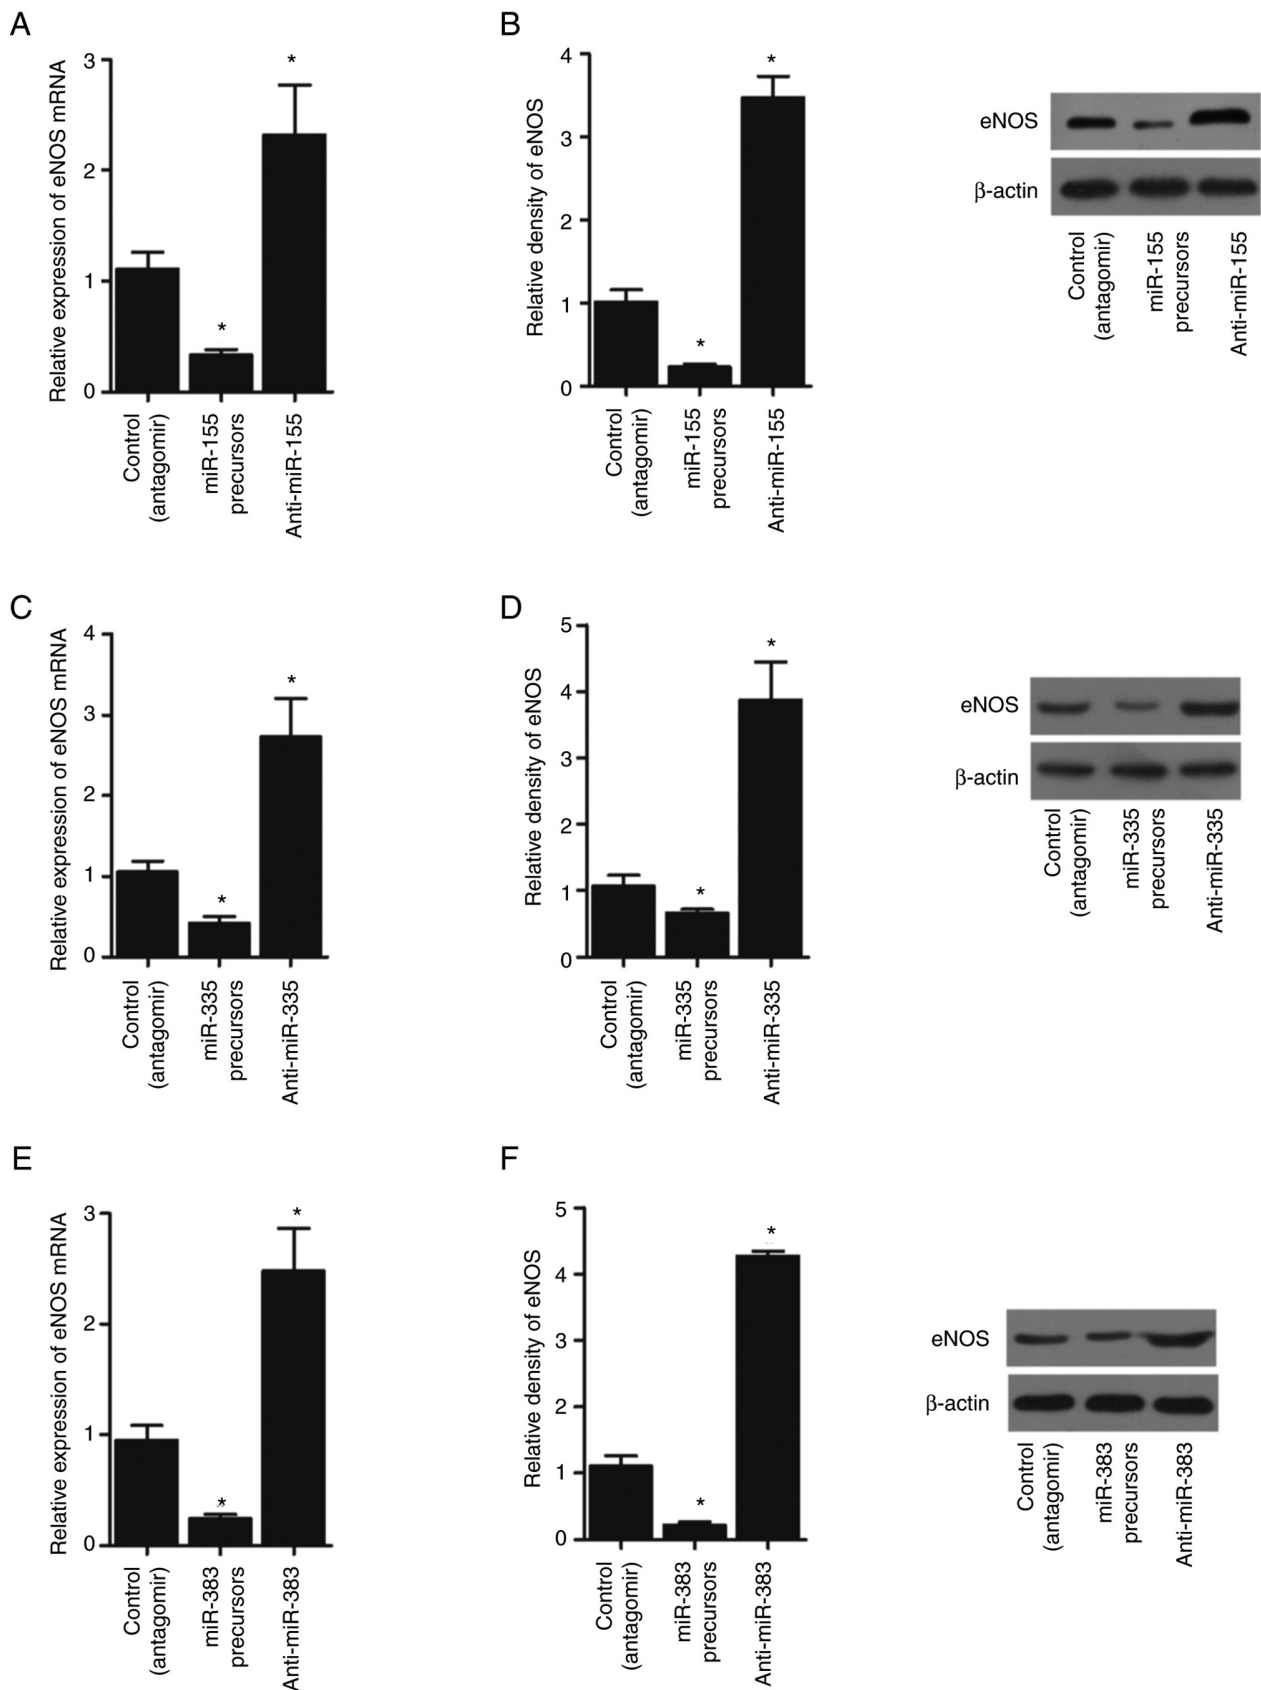 A
Relative expression of eNOS mRNA
3
*
2
1
*
0
Control
(antagomir)
miR-155
precursors
Anti-miR-155
B
Relative density of eNOS
4
*
3
2
1
*
0
Control
(antagomir)
miR-155
precursors
Anti-miR-155
eNOS
β-actin
Control
(antagomir)
miR-155
precursors
Anti-miR-155
C
Relative expression of eNOS mRNA
4
3
*
2
1
*
0
Control
(antagomir)
miR-335
precursors
Anti-miR-335
D
Relative density of eNOS
5
*
4
3
2
1
*
0
Control
(antagomir)
miR-335
precursors
Anti-miR-335
eNOS
β-actin
Control
(antagomir)
miR-335
precursors
Anti-miR-335
E
Relative expression of eNOS mRNA
3
*
2
1
*
0
Control
(antagomir)
miR-383
precursors
Anti-miR-383
F
Relative density of eNOS
5
*
4
3
2
1
*
0
Control
(antagomir)
miR-383
precursors
Anti-miR-383
eNOS
β-actin
Control
(antagomir)
miR-383
precursors
Anti-miR-383